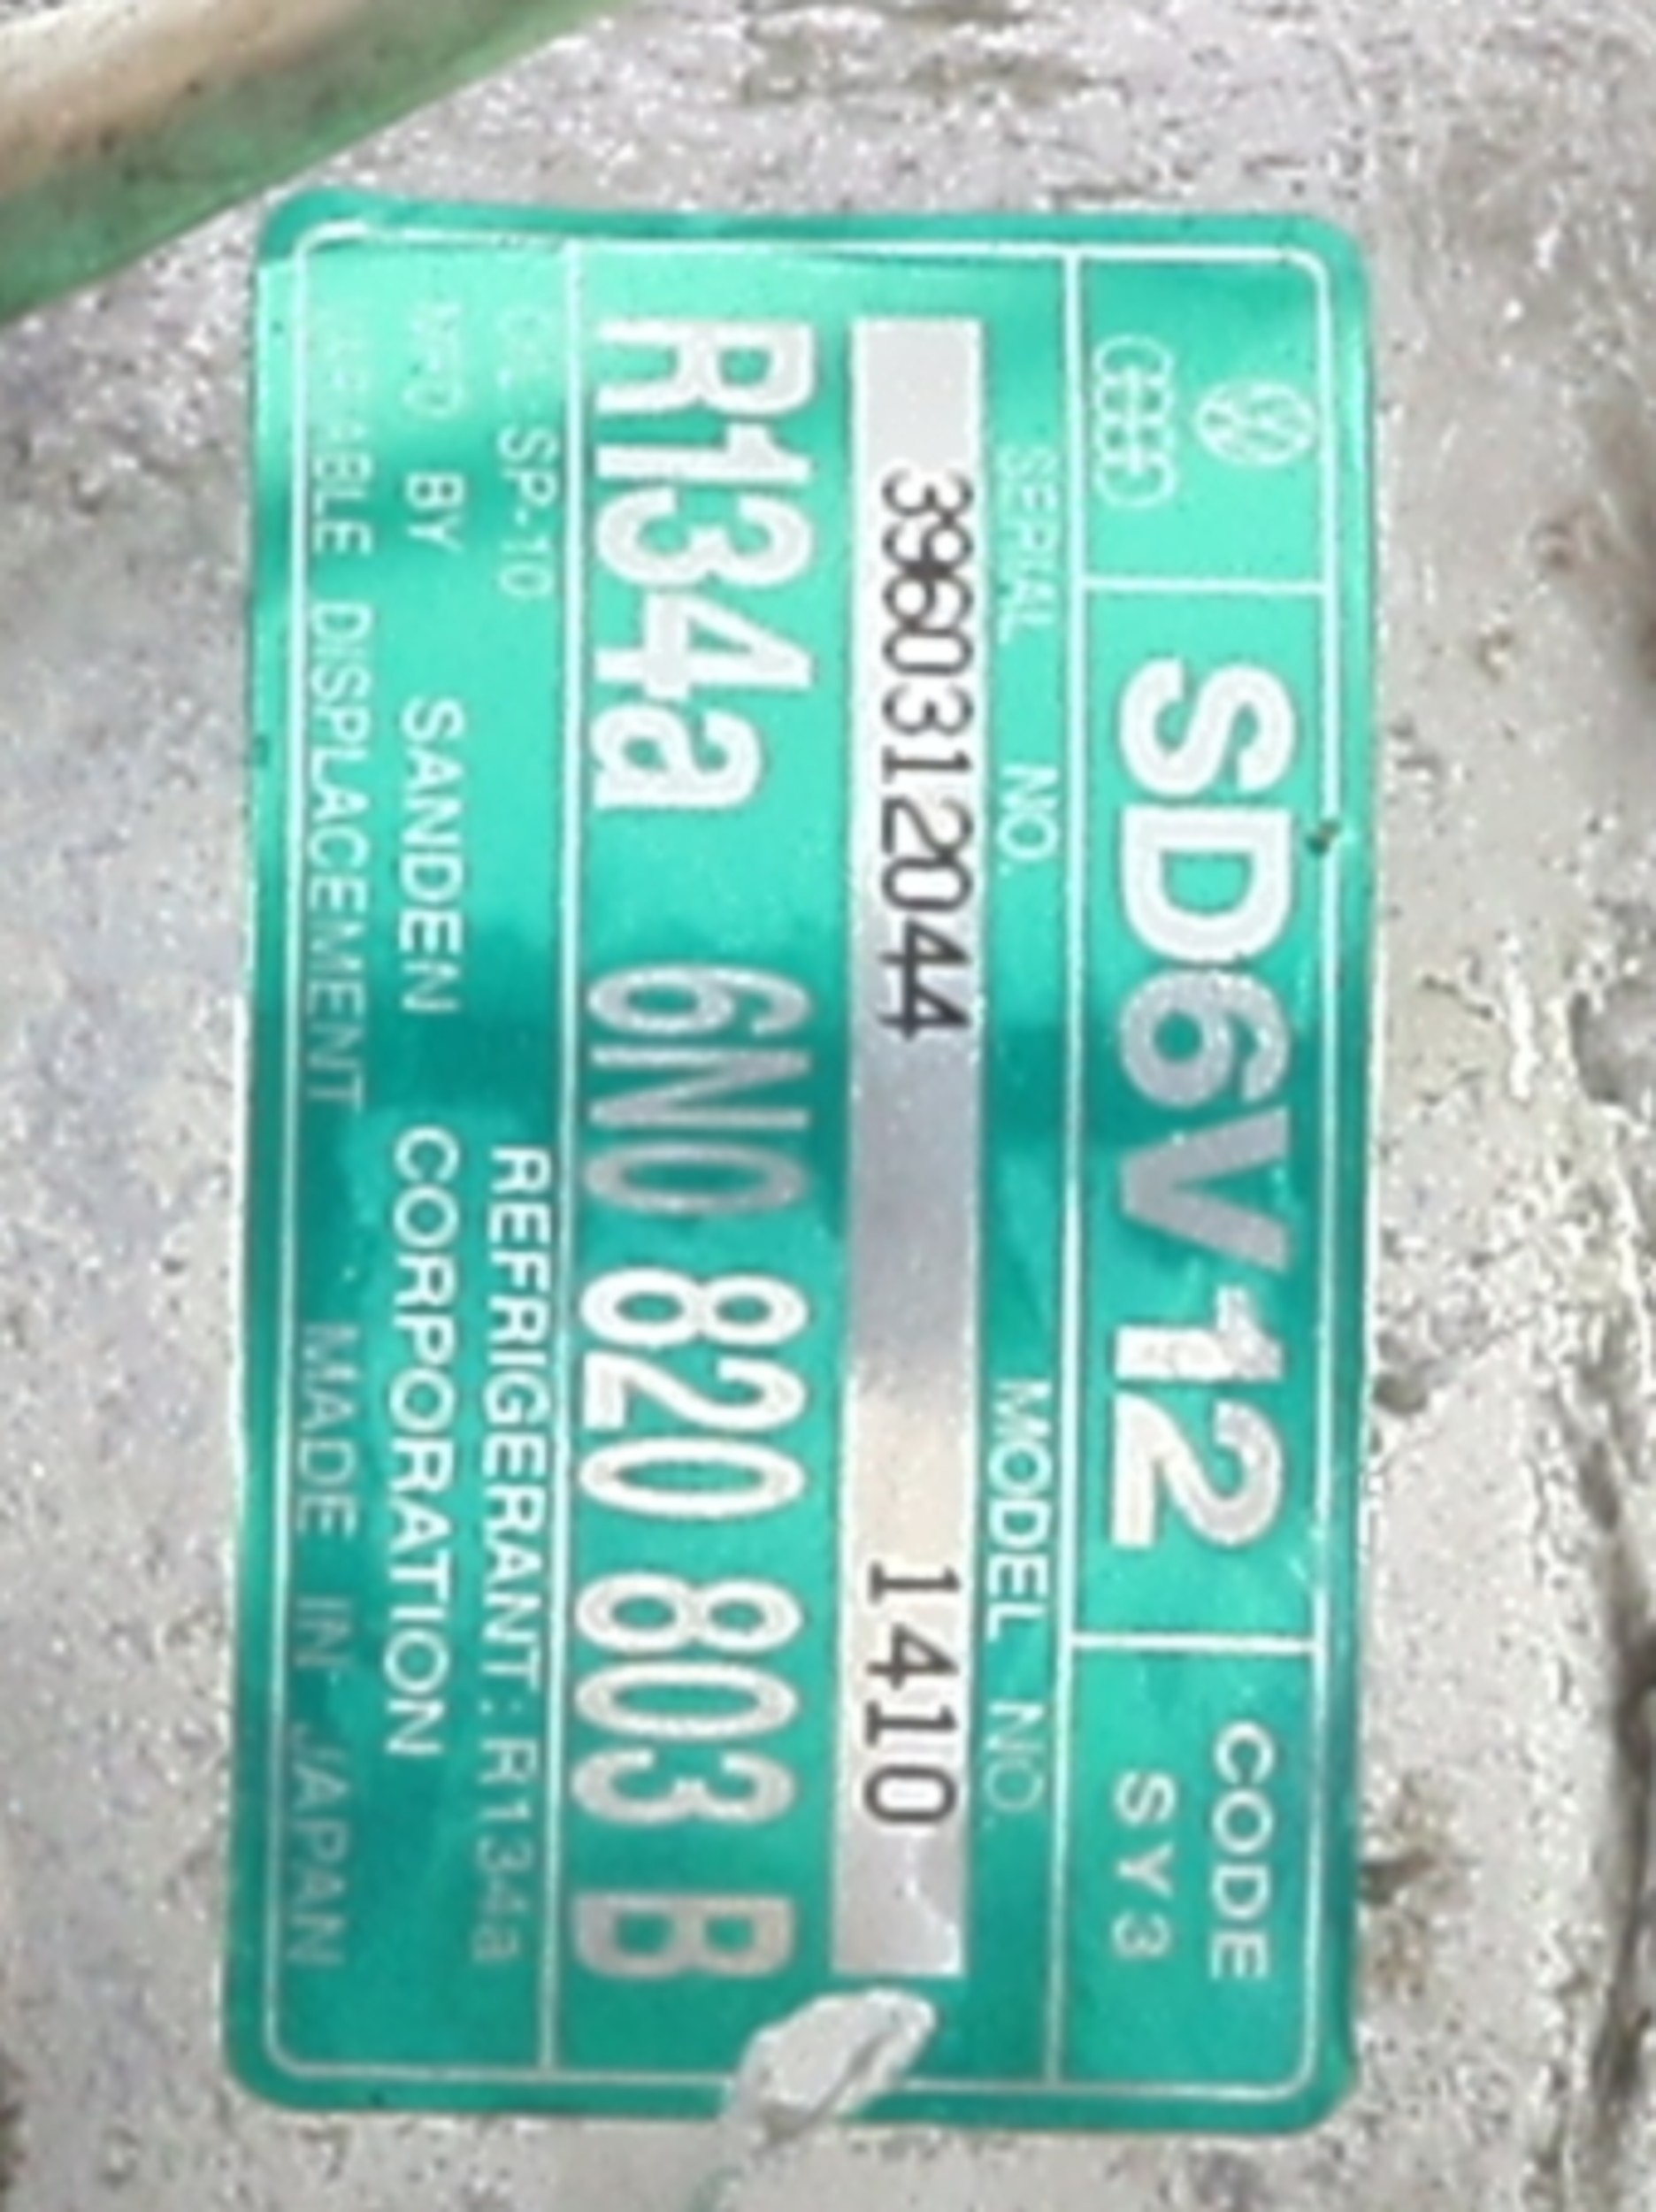 SD6V12
CODE
SY3
SERIAL NO. MODEL NO.
3960312044 1410
R134a 6N0 820 803 B
SP-10 REFRIGERANT: R134a
MFD BY SANDEN CORPORATION
DISPLACEMENT MADE IN JAPAN